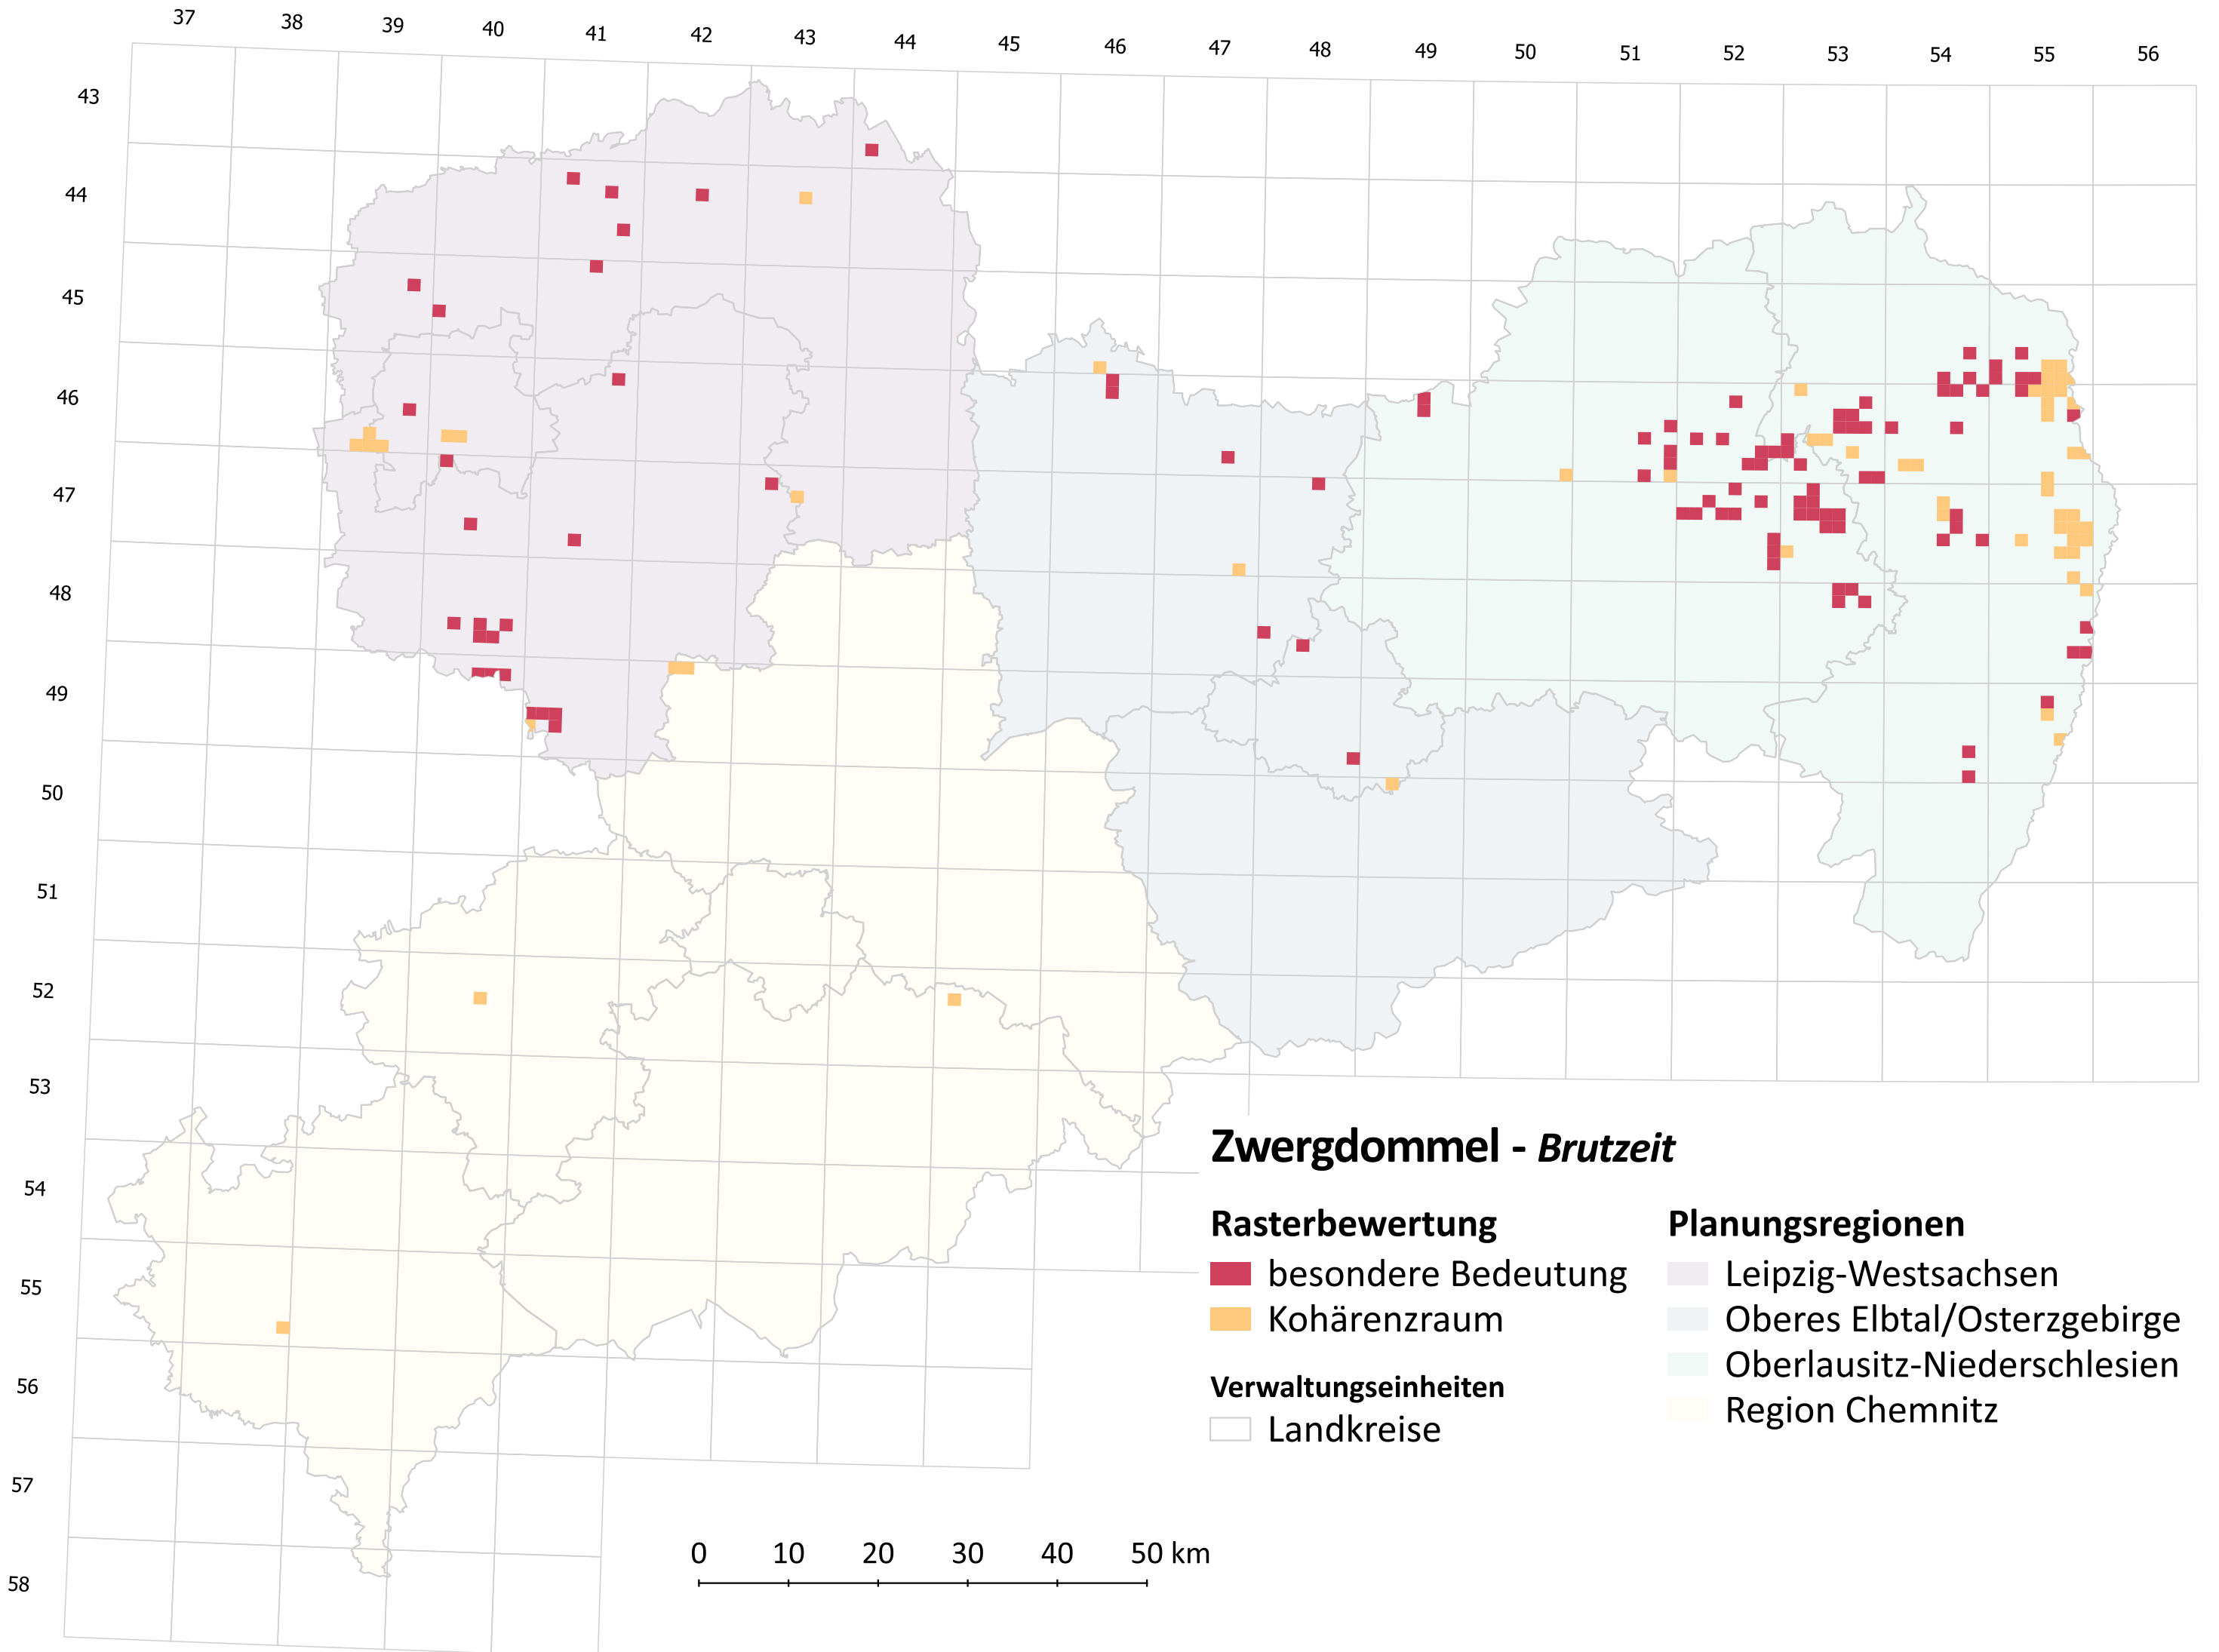 37 38 39 40 41 42 43 44 45 46 47 48 49 50 51 52 53 54 55 56
43
44
45
46
47
48
49
50
51
52
53
54
55
56
57
58
Zwergdommel - Brutzeit
Rasterbewertung
besondere Bedeutung
Kohärenzraum
Verwaltungseinheiten
Landkreise
Planungsregionen
Leipzig-Westsachsen
Oberes Elbtal/Osterzgebirge
Oberlausitz-Niederschlesien
Region Chemnitz
0 10 20 30 40 50 km